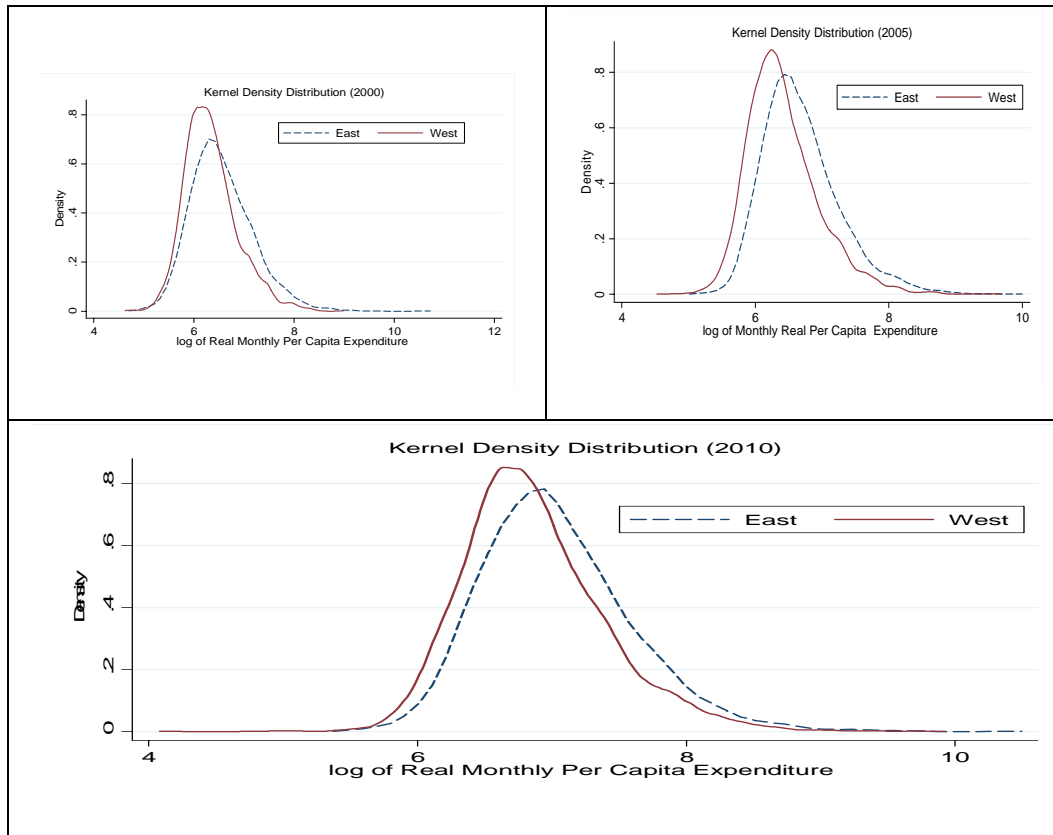 Kernel Density Distribution (2000)
East West
Density
0 .2 .4 .6 .8
4 6 8 10 12
log of Real Monthly Per Capita Expenditure
Kernel Density Distribution (2005)
East West
Density
0 .2 .4 .6 .8
4 6 8 10
log of Monthly Real Per Capita Expenditure
Kernel Density Distribution (2010)
East West
Density
0 .2 .4 .6 .8
4 6 8 10
log of Real Monthly Per Capita Expenditure